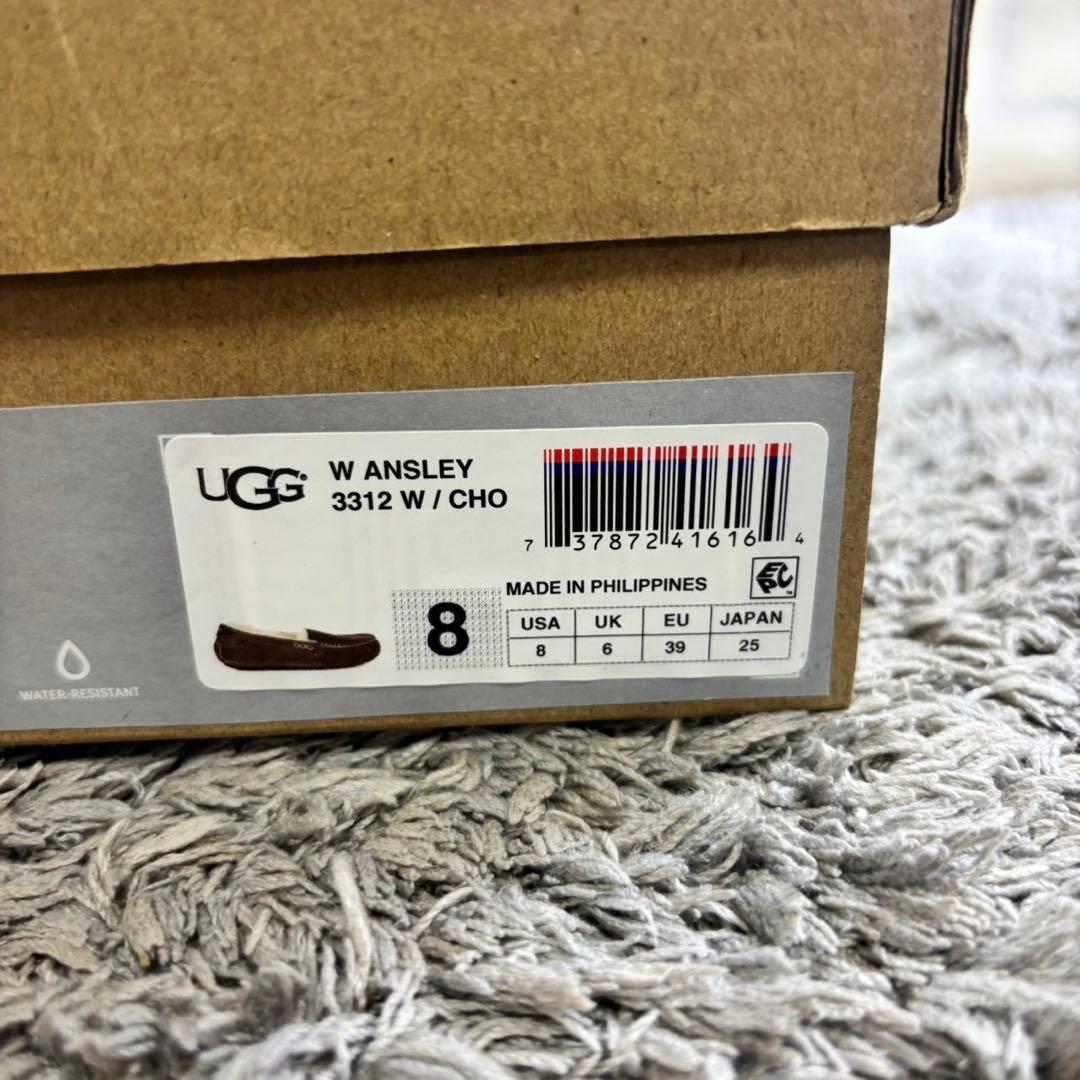 UGG®
W ANSLEY
3312 W / CHO
7 37872 41616 4
MADE IN PHILIPPINES
EPC™
8
USA UK EU JAPAN
8 6 39 25
WATER-RESISTANT